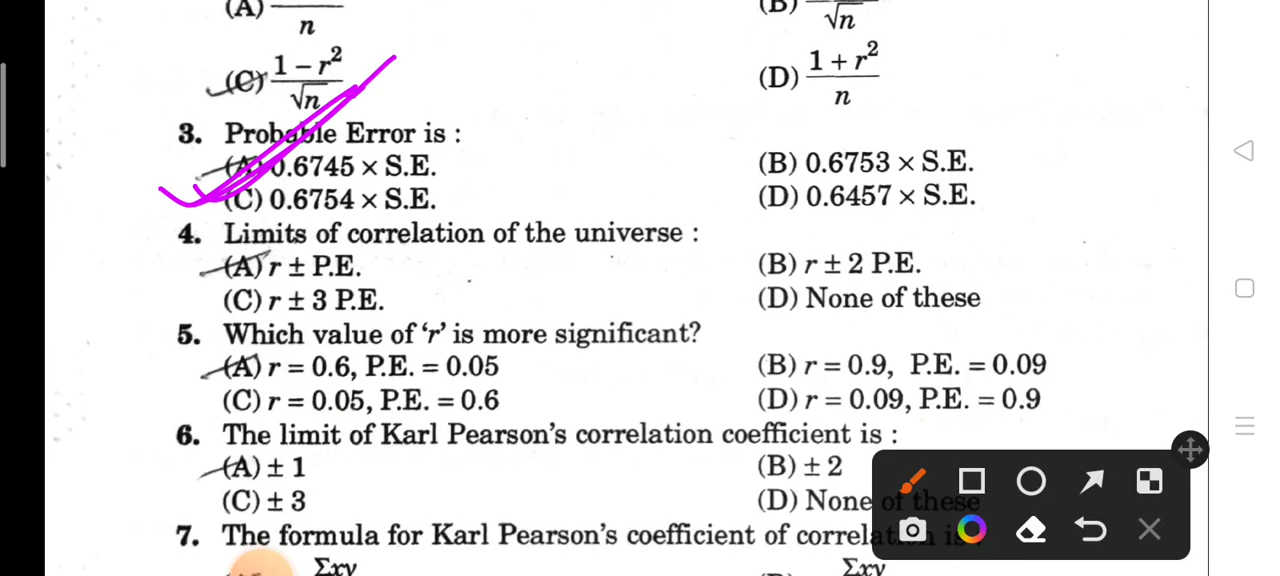 (A) n
(B) √n
(C) 1 – r² / √n
(D) 1 + r² / n
3. Probable Error is :
(A) 0.6745 × S.E.
(B) 0.6753 × S.E.
(C) 0.6754 × S.E.
(D) 0.6457 × S.E.
4. Limits of correlation of the universe :
(A) r ± P.E.
(B) r ± 2 P.E.
(C) r ± 3 P.E.
(D) None of these
5. Which value of ‘r’ is more significant?
(A) r = 0.6, P.E. = 0.05
(B) r = 0.9, P.E. = 0.09
(C) r = 0.05, P.E. = 0.6
(D) r = 0.09, P.E. = 0.9
6. The limit of Karl Pearson’s correlation coefficient is :
(A) ± 1
(B) ± 2
(C) ± 3
(D) None of these
7. The formula for Karl Pearson’s coefficient of correlation is
Σxy
Σxy